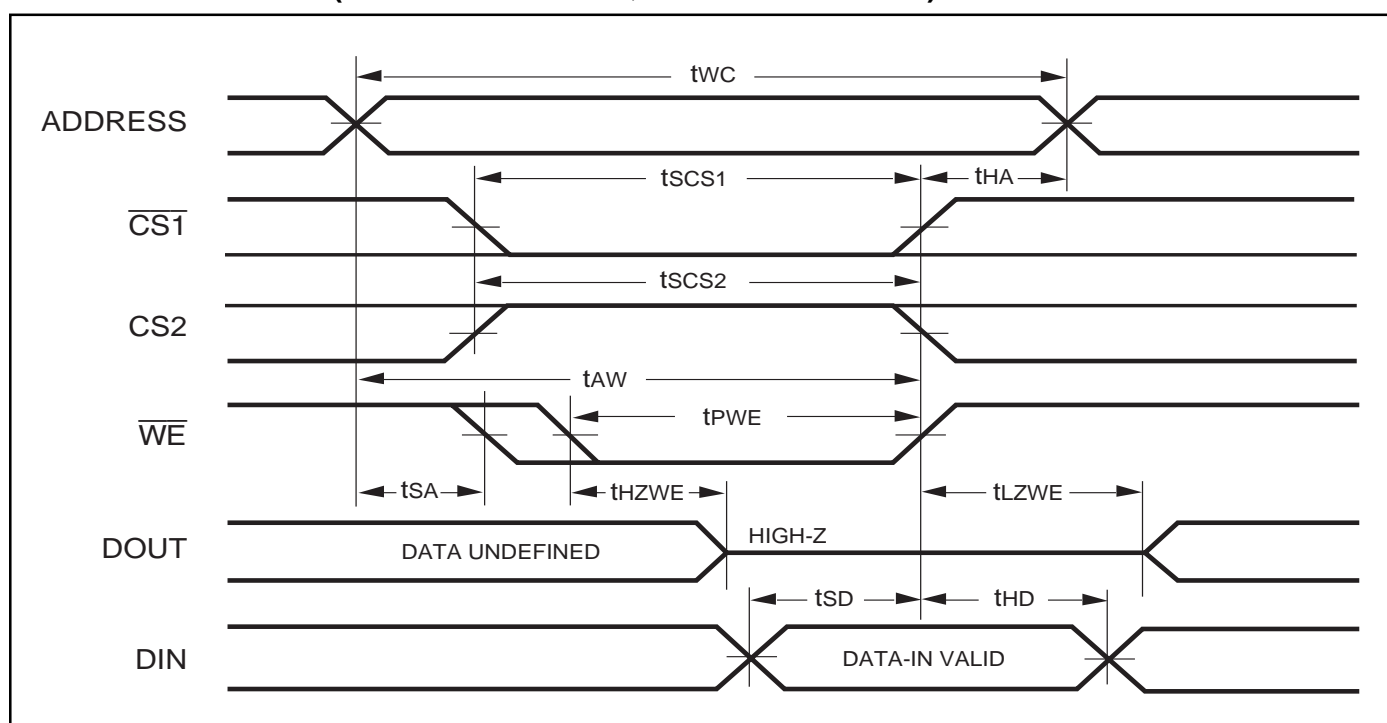 tWC
ADDRESS
tSCS1
tHA
CS1
tSCS2
CS2
tAW
WE
tPWE
tSA
tHZWE
tLZWE
DOUT
DATA UNDEFINED
HIGH-Z
tSD
tHD
DIN
DATA-IN VALID